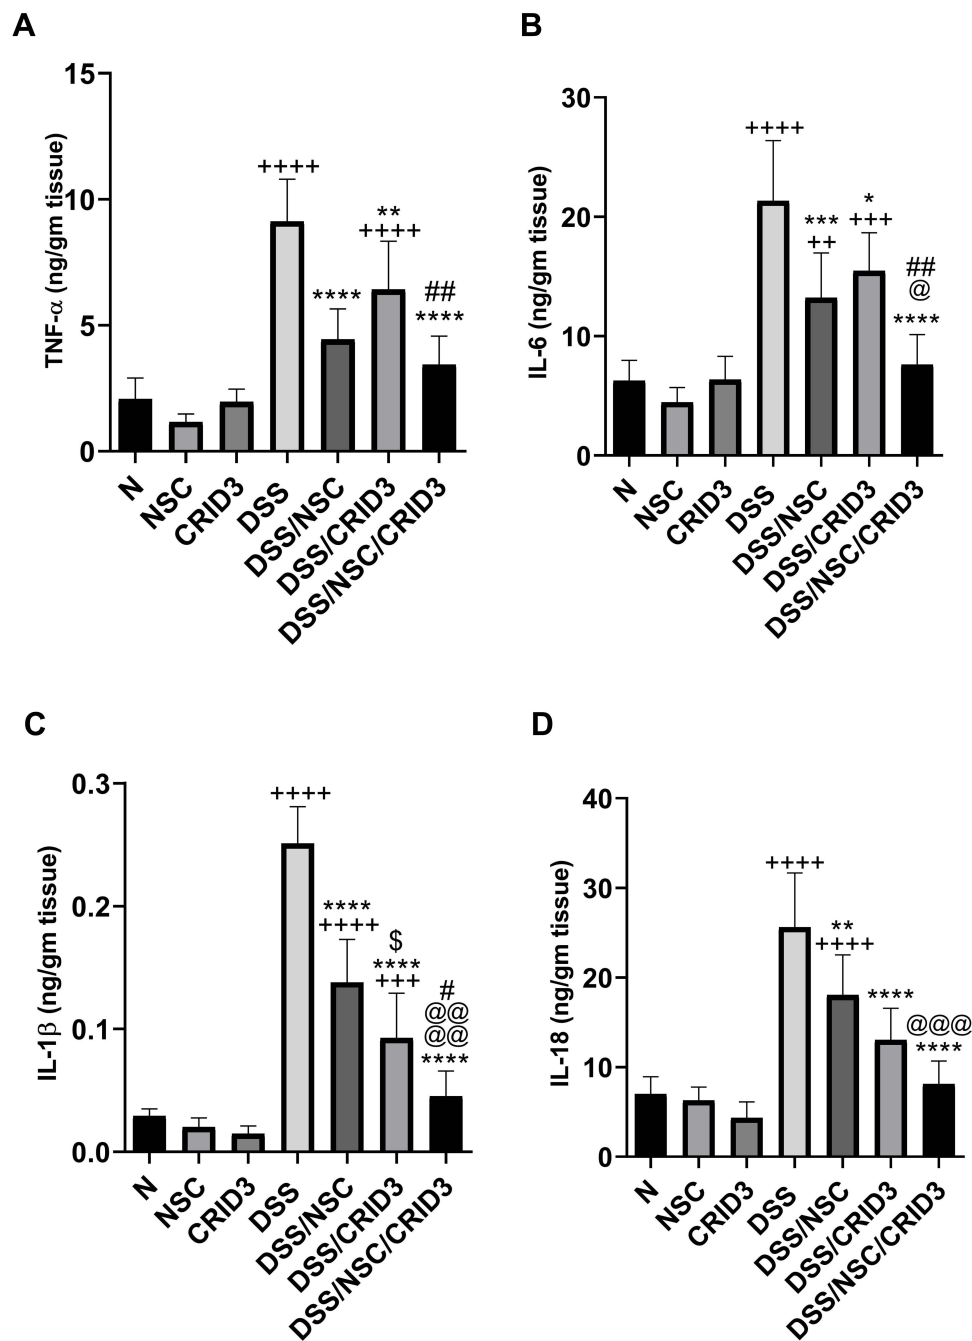 A
TNF-α (ng/gm tissue)
15
10
5
0
++++
****
**
++++
##
****
N
NSC
CRID3
DSS
DSS/NSC
DSS/CRID3
DSS/NSC/CRID3
B
IL-6 (ng/gm tissue)
30
20
10
0
++++
***
++
*
+++
##
@
****
N
NSC
CRID3
DSS
DSS/NSC
DSS/CRID3
DSS/NSC/CRID3
C
IL-1β (ng/gm tissue)
0.3
0.2
0.1
0.0
++++
****
++++
$
****
+++
#
@@
@@
****
N
NSC
CRID3
DSS
DSS/NSC
DSS/CRID3
DSS/NSC/CRID3
D
IL-18 (ng/gm tissue)
40
30
20
10
0
++++
**
++++
****
@@@
****
N
NSC
CRID3
DSS
DSS/NSC
DSS/CRID3
DSS/NSC/CRID3